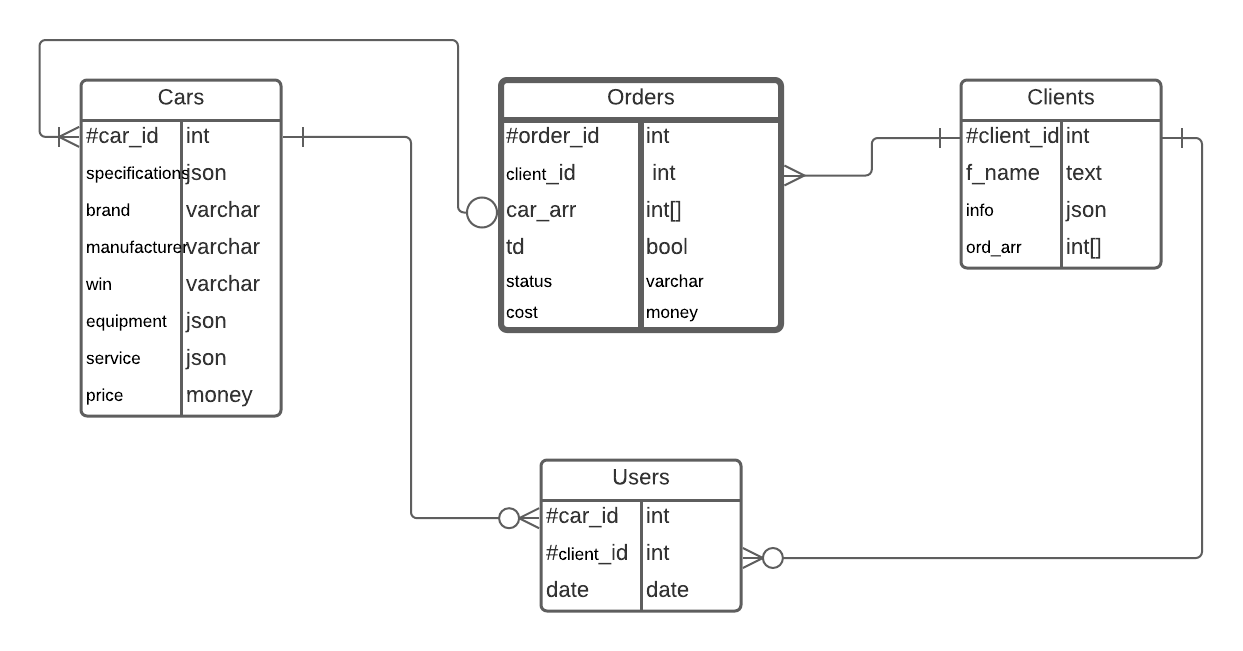 Cars
#car_id int
specifications json
brand varchar
manufacturer varchar
win varchar
equipment json
service json
price money
Orders
#order_id int
client_id int
car_arr int[]
td bool
status varchar
cost money
Clients
#client_id int
f_name text
info json
ord_arr int[]
Users
#car_id int
#client_id int
date date